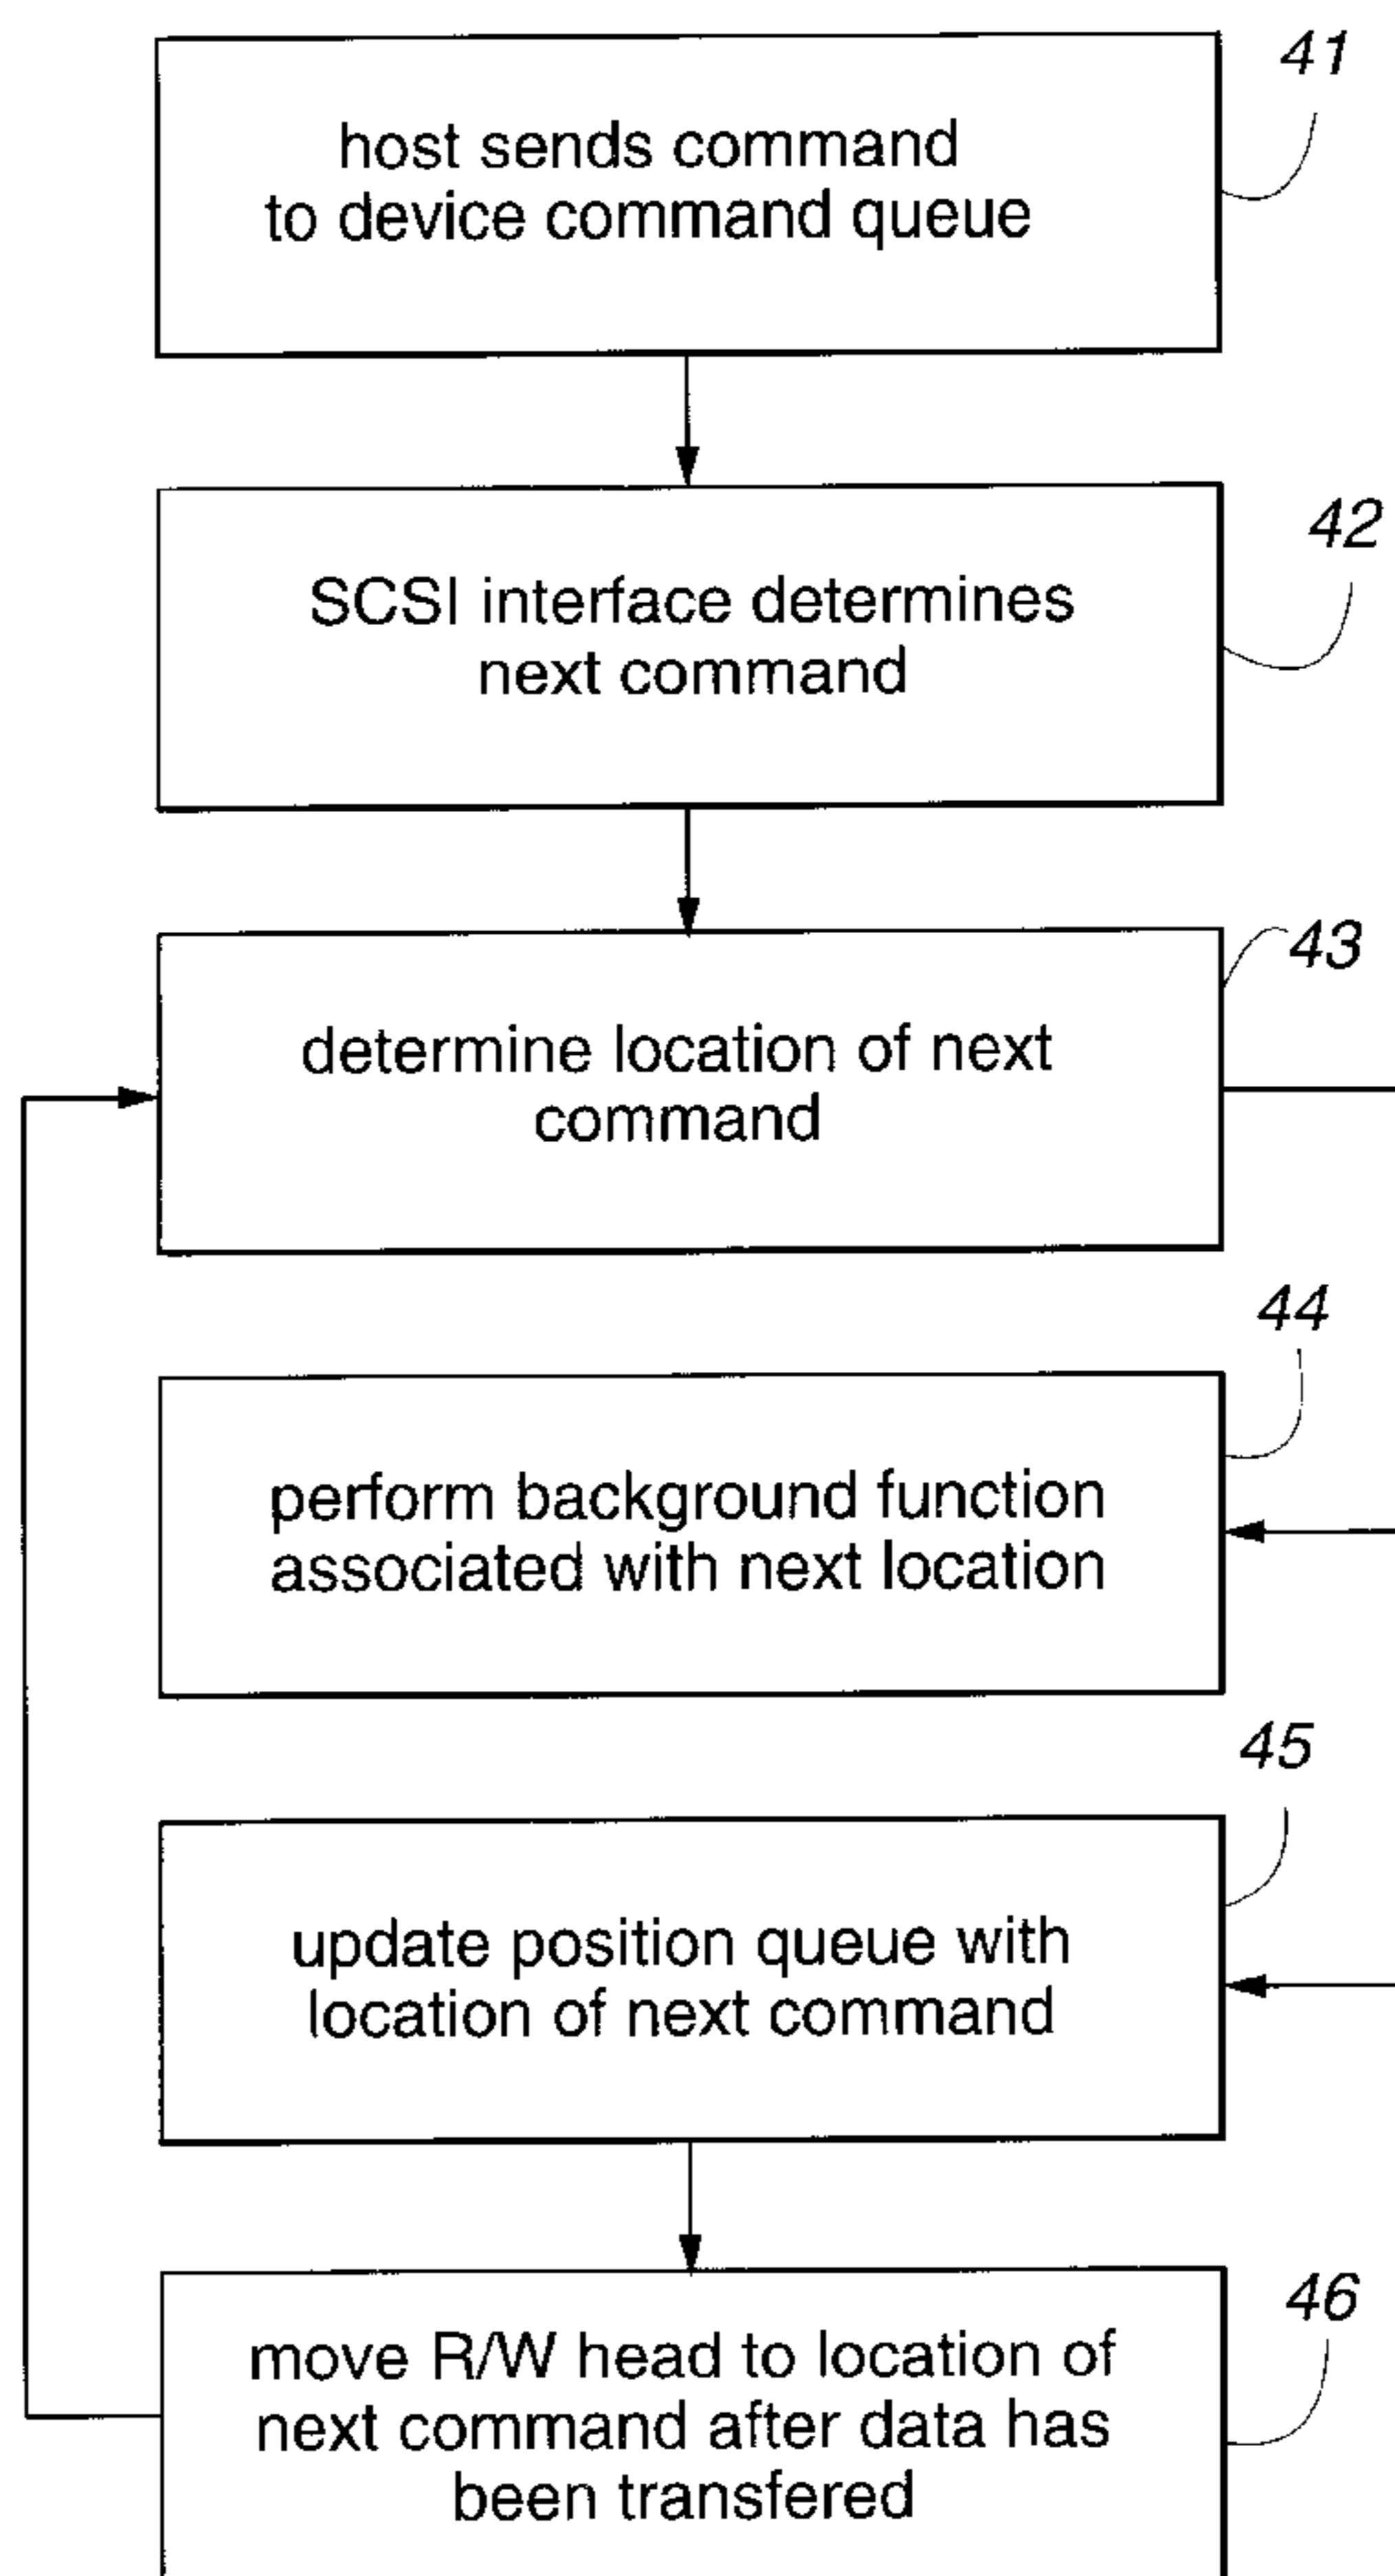 41
host sends command
to device command queue
42
SCSI interface determines
next command
43
determine location of next
command
44
perform background function
associated with next location
45
update position queue with
location of next command
46
move R/W head to location of
next command after data has
been transfered